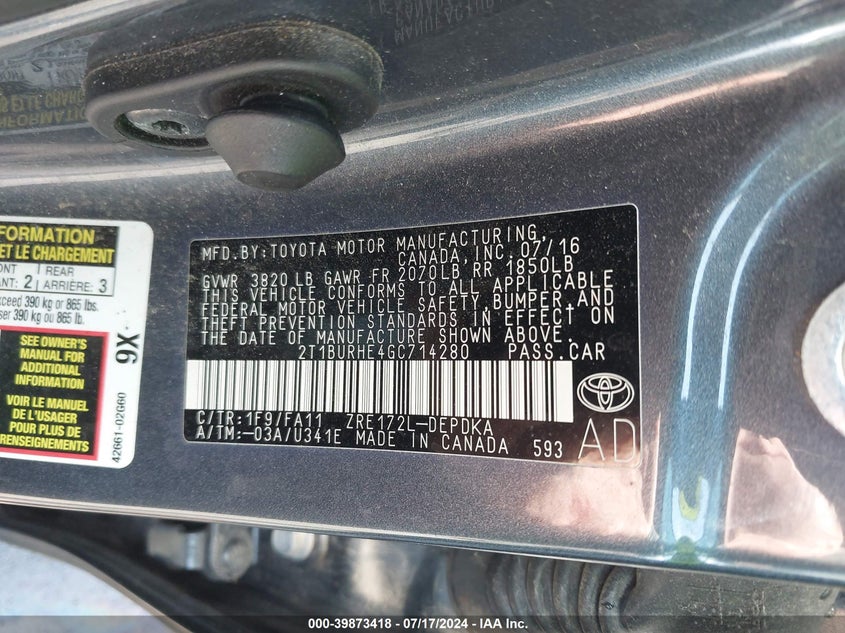 MFD.BY:TOYOTA MOTOR MANUFACTURING
CANADA, INC. 07/16
GVWR 3820 LB GAWR FR 2070LB RR 1850LB
THIS VEHICLE CONFORMS TO ALL APPLICABLE
FEDERAL MOTOR VEHICLE SAFETY, BUMPER, AND
THEFT PREVENTION STANDARDS IN EFFECT ON
THE DATE OF MANUFACTURE SHOWN ABOVE.
2T1BURHE4GC714280 PASS.CAR
C/TR:1F9/FA11 ZRE172L-DEPDKA
A/TM:-03A/U341E MADE IN CANADA 593
AD
FORMATION
ET LE CHARGEMENT
2
REAR
ARRIÈRE 3
exceed 390 kg or 865 lbs.
390 kg ou 865 lb.
SEE OWNER'S
MANUAL FOR
ADDITIONAL
INFORMATION
VOIR LE MANUEL
DE L'USAGER
POUR PLUS DE
RENSEIGNEMENTS
9X
42661-02G60
000-39873418 - 07/17/2024 - IAA Inc.